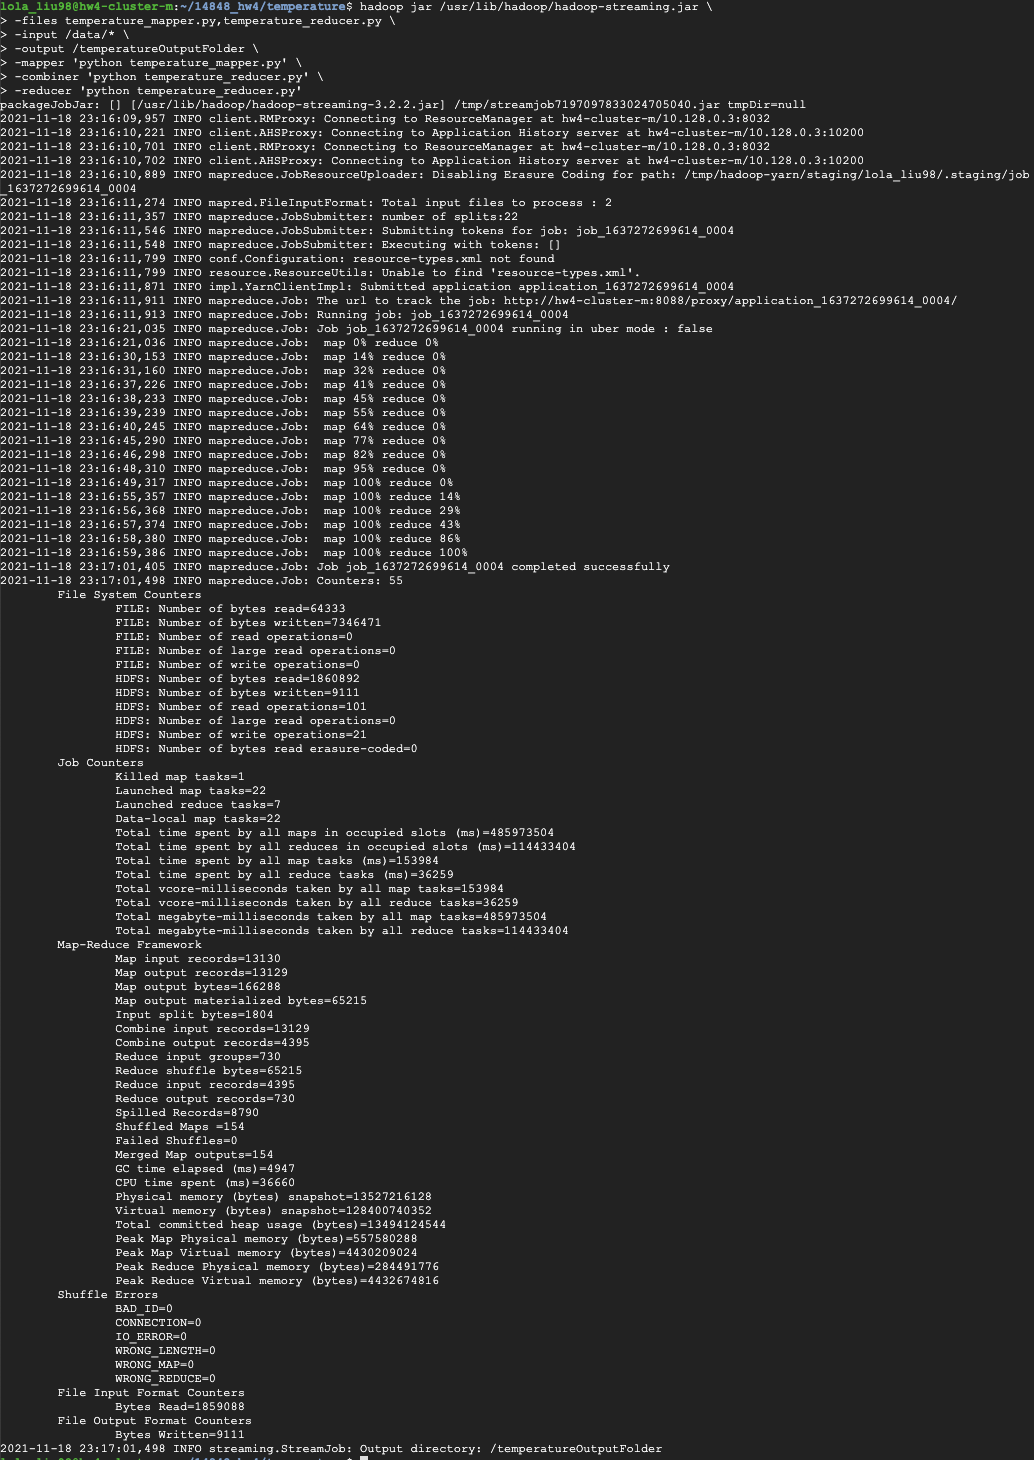 lola_liu98@hw4-cluster-m:~/14848_hw4/temperature$ hadoop jar /usr/lib/hadoop/hadoop-streaming.jar \
> -files temperature_mapper.py,temperature_reducer.py \
> -input /data/* \
> -output /temperatureOutputFolder \
> -mapper 'python temperature_mapper.py' \
> -combiner 'python temperature_reducer.py' \
> -reducer 'python temperature_reducer.py'
packageJobJar: [] [/usr/lib/hadoop/hadoop-streaming-3.2.2.jar] /tmp/streamjob7197097833024705040.jar tmpDir=null
2021-11-18 23:16:09,957 INFO client.RMProxy: Connecting to ResourceManager at hw4-cluster-m/10.128.0.3:8032
2021-11-18 23:16:10,221 INFO client.AHSProxy: Connecting to Application History server at hw4-cluster-m/10.128.0.3:10200
2021-11-18 23:16:10,701 INFO client.RMProxy: Connecting to ResourceManager at hw4-cluster-m/10.128.0.3:8032
2021-11-18 23:16:10,702 INFO client.AHSProxy: Connecting to Application History server at hw4-cluster-m/10.128.0.3:10200
2021-11-18 23:16:10,889 INFO mapreduce.JobResourceUploader: Disabling Erasure Coding for path: /tmp/hadoop-yarn/staging/lola_liu98/.staging/job
_1637272699614_0004
2021-11-18 23:16:11,274 INFO mapred.FileInputFormat: Total input files to process : 2
2021-11-18 23:16:11,357 INFO mapreduce.JobSubmitter: number of splits:22
2021-11-18 23:16:11,546 INFO mapreduce.JobSubmitter: Submitting tokens for job: job_1637272699614_0004
2021-11-18 23:16:11,548 INFO mapreduce.JobSubmitter: Executing with tokens: []
2021-11-18 23:16:11,799 INFO conf.Configuration: resource-types.xml not found
2021-11-18 23:16:11,799 INFO resource.ResourceUtils: Unable to find 'resource-types.xml'.
2021-11-18 23:16:11,871 INFO impl.YarnClientImpl: Submitted application application_1637272699614_0004
2021-11-18 23:16:11,911 INFO mapreduce.Job: The url to track the job: http://hw4-cluster-m:8088/proxy/application_1637272699614_0004/
2021-11-18 23:16:11,913 INFO mapreduce.Job: Running job: job_1637272699614_0004
2021-11-18 23:16:21,035 INFO mapreduce.Job: Job job_1637272699614_0004 running in uber mode : false
2021-11-18 23:16:21,036 INFO mapreduce.Job:  map 0% reduce 0%
2021-11-18 23:16:30,153 INFO mapreduce.Job:  map 14% reduce 0%
2021-11-18 23:16:31,160 INFO mapreduce.Job:  map 32% reduce 0%
2021-11-18 23:16:37,226 INFO mapreduce.Job:  map 41% reduce 0%
2021-11-18 23:16:38,233 INFO mapreduce.Job:  map 45% reduce 0%
2021-11-18 23:16:39,239 INFO mapreduce.Job:  map 55% reduce 0%
2021-11-18 23:16:40,245 INFO mapreduce.Job:  map 64% reduce 0%
2021-11-18 23:16:45,290 INFO mapreduce.Job:  map 77% reduce 0%
2021-11-18 23:16:46,298 INFO mapreduce.Job:  map 82% reduce 0%
2021-11-18 23:16:48,310 INFO mapreduce.Job:  map 95% reduce 0%
2021-11-18 23:16:49,317 INFO mapreduce.Job:  map 100% reduce 0%
2021-11-18 23:16:55,357 INFO mapreduce.Job:  map 100% reduce 14%
2021-11-18 23:16:56,368 INFO mapreduce.Job:  map 100% reduce 29%
2021-11-18 23:16:57,374 INFO mapreduce.Job:  map 100% reduce 43%
2021-11-18 23:16:58,380 INFO mapreduce.Job:  map 100% reduce 86%
2021-11-18 23:16:59,386 INFO mapreduce.Job:  map 100% reduce 100%
2021-11-18 23:17:01,405 INFO mapreduce.Job: Job job_1637272699614_0004 completed successfully
2021-11-18 23:17:01,498 INFO mapreduce.Job: Counters: 55
File System Counters
FILE: Number of bytes read=64333
FILE: Number of bytes written=7346471
FILE: Number of read operations=0
FILE: Number of large read operations=0
FILE: Number of write operations=0
HDFS: Number of bytes read=1860892
HDFS: Number of bytes written=9111
HDFS: Number of read operations=101
HDFS: Number of large read operations=0
HDFS: Number of write operations=21
HDFS: Number of bytes read erasure-coded=0
Job Counters
Killed map tasks=1
Launched map tasks=22
Launched reduce tasks=7
Data-local map tasks=22
Total time spent by all maps in occupied slots (ms)=485973504
Total time spent by all reduces in occupied slots (ms)=114433404
Total time spent by all map tasks (ms)=153984
Total time spent by all reduce tasks (ms)=36259
Total vcore-milliseconds taken by all map tasks=153984
Total vcore-milliseconds taken by all reduce tasks=36259
Total megabyte-milliseconds taken by all map tasks=485973504
Total megabyte-milliseconds taken by all reduce tasks=114433404
Map-Reduce Framework
Map input records=13130
Map output records=13129
Map output bytes=166288
Map output materialized bytes=65215
Input split bytes=1804
Combine input records=13129
Combine output records=4395
Reduce input groups=730
Reduce shuffle bytes=65215
Reduce input records=4395
Reduce output records=730
Spilled Records=8790
Shuffled Maps =154
Failed Shuffles=0
Merged Map outputs=154
GC time elapsed (ms)=4947
CPU time spent (ms)=36660
Physical memory (bytes) snapshot=13527216128
Virtual memory (bytes) snapshot=128400740352
Total committed heap usage (bytes)=13494124544
Peak Map Physical memory (bytes)=557580288
Peak Map Virtual memory (bytes)=4430209024
Peak Reduce Physical memory (bytes)=284491776
Peak Reduce Virtual memory (bytes)=4432674816
Shuffle Errors
BAD_ID=0
CONNECTION=0
IO_ERROR=0
WRONG_LENGTH=0
WRONG_MAP=0
WRONG_REDUCE=0
File Input Format Counters
Bytes Read=1859088
File Output Format Counters
Bytes Written=9111
2021-11-18 23:17:01,498 INFO streaming.StreamJob: Output directory: /temperatureOutputFolder